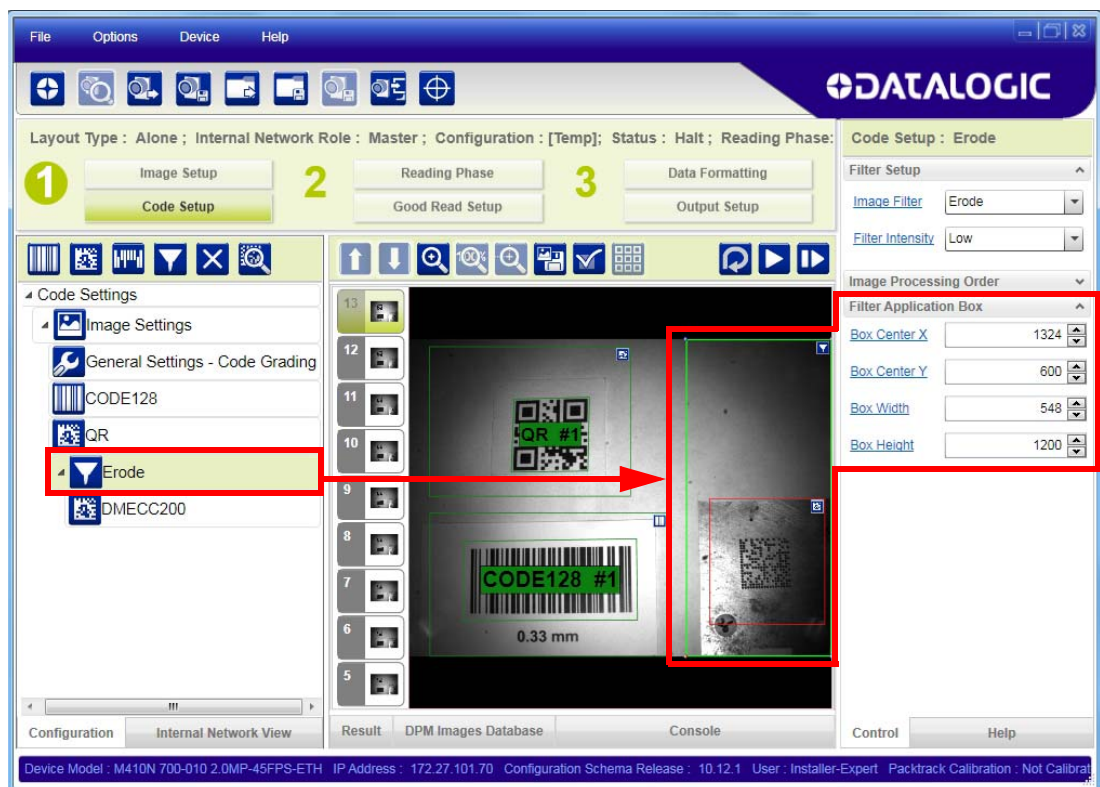 File Options Device Help
DATALOGIC
Layout Type : Alone ; Internal Network Role : Master ; Configuration : [Temp]; Status : Halt ; Reading Phase:
1 Image Setup 2 Reading Phase 3 Data Formatting
Code Setup Good Read Setup Output Setup
Code Settings
Image Settings
General Settings - Code Grading
CODE128
QR
Erode
DMECC200
Configuration Internal Network View
100%
13
12
11
10
9
8
7
6
5
QR #1
CODE128 #1
0.33 mm
Result DPM Images Database Console
Code Setup : Erode
Filter Setup
Image Filter Erode
Filter Intensity Low
Image Processing Order
Filter Application Box
Box Center X 1324
Box Center Y 600
Box Width 548
Box Height 1200
Control Help
Device Model : M410N 700-010 2.0MP-45FPS-ETH IP Address : 172.27.101.70 Configuration Schema Release : 10.12.1 User : Installer-Expert Packtrack Calibration : Not Calibrat